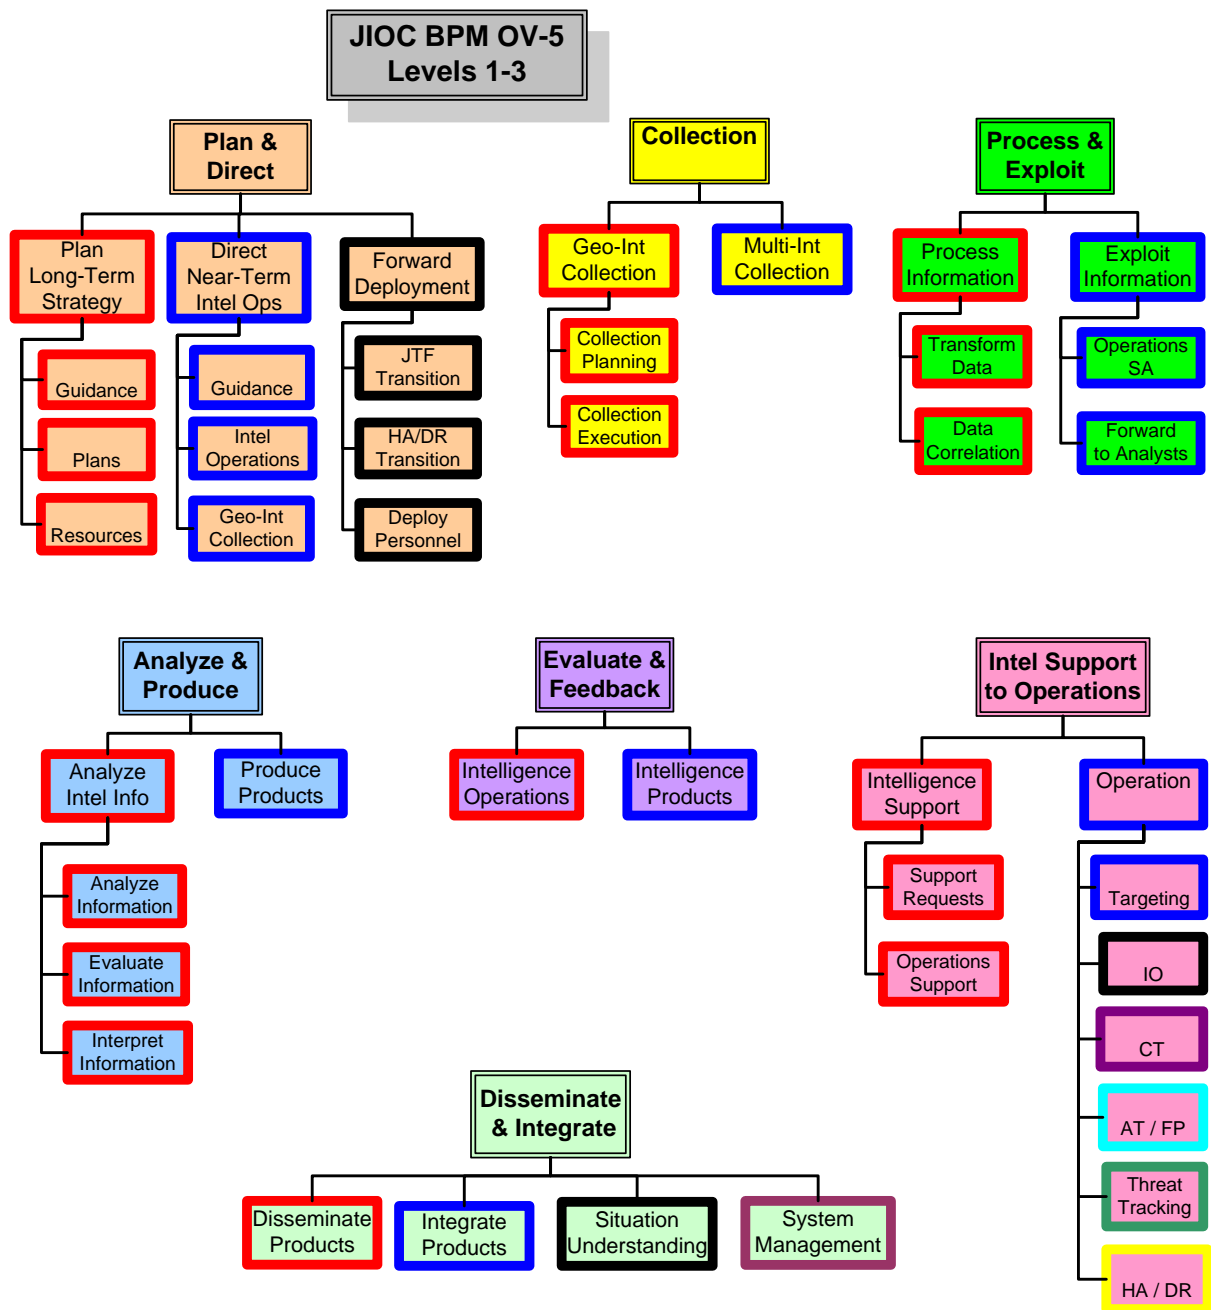 JIOC BPM OV-5
Levels 1-3
Plan &
Direct
Plan
Long-Term
Strategy
Guidance
Plans
Resources
Direct
Near-Term
Intel Ops
Guidance
Intel
Operations
Geo-Int
Collection
Forward
Deployment
JTF
Transition
HA/DR
Transition
Deploy
Personnel
Collection
Geo-Int
Collection
Collection
Planning
Collection
Execution
Multi-Int
Collection
Process &
Exploit
Process
Information
Transform
Data
Data
Correlation
Exploit
Information
Operations
SA
Forward
to Analysts
Analyze &
Produce
Analyze
Intel Info
Analyze
Information
Evaluate
Information
Interpret
Information
Produce
Products
Evaluate &
Feedback
Intelligence
Operations
Intelligence
Products
Intel Support
to Operations
Intelligence
Support
Support
Requests
Operations
Support
Operation
Targeting
IO
CT
AT / FP
Threat
Tracking
HA / DR
Disseminate
& Integrate
Disseminate
Products
Integrate
Products
Situation
Understanding
System
Management